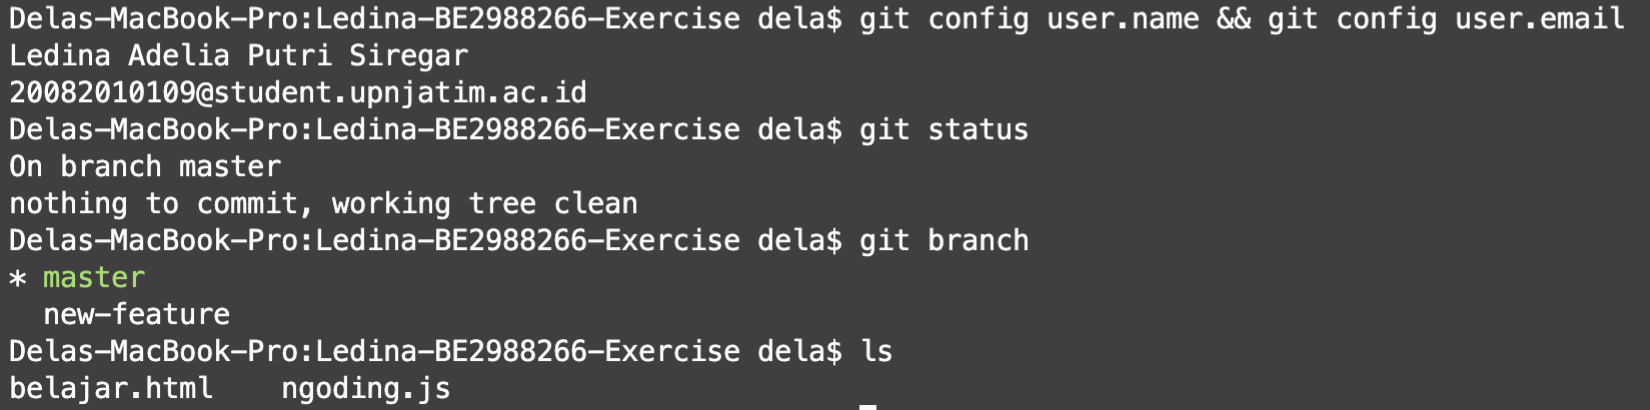 Delas-MacBook-Pro:Ledina-BE2988266-Exercise dela$ git config user.name && git config user.email
Ledina Adelia Putri Siregar
20082010109@student.upnjatim.ac.id
Delas-MacBook-Pro:Ledina-BE2988266-Exercise dela$ git status
On branch master
nothing to commit, working tree clean
Delas-MacBook-Pro:Ledina-BE2988266-Exercise dela$ git branch
* master
  new-feature
Delas-MacBook-Pro:Ledina-BE2988266-Exercise dela$ ls
belajar.html    ngoding.js